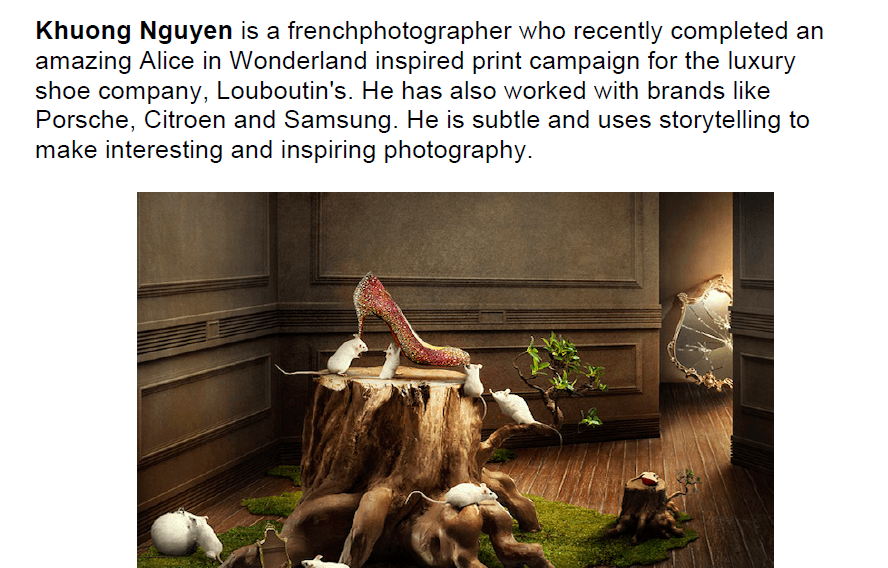 Khuong Nguyen is a frenchphotographer who recently completed an
amazing Alice in Wonderland inspired print campaign for the luxury
shoe company, Louboutin's. He has also worked with brands like
Porsche, Citroen and Samsung. He is subtle and uses storytelling to
make interesting and inspiring photography.